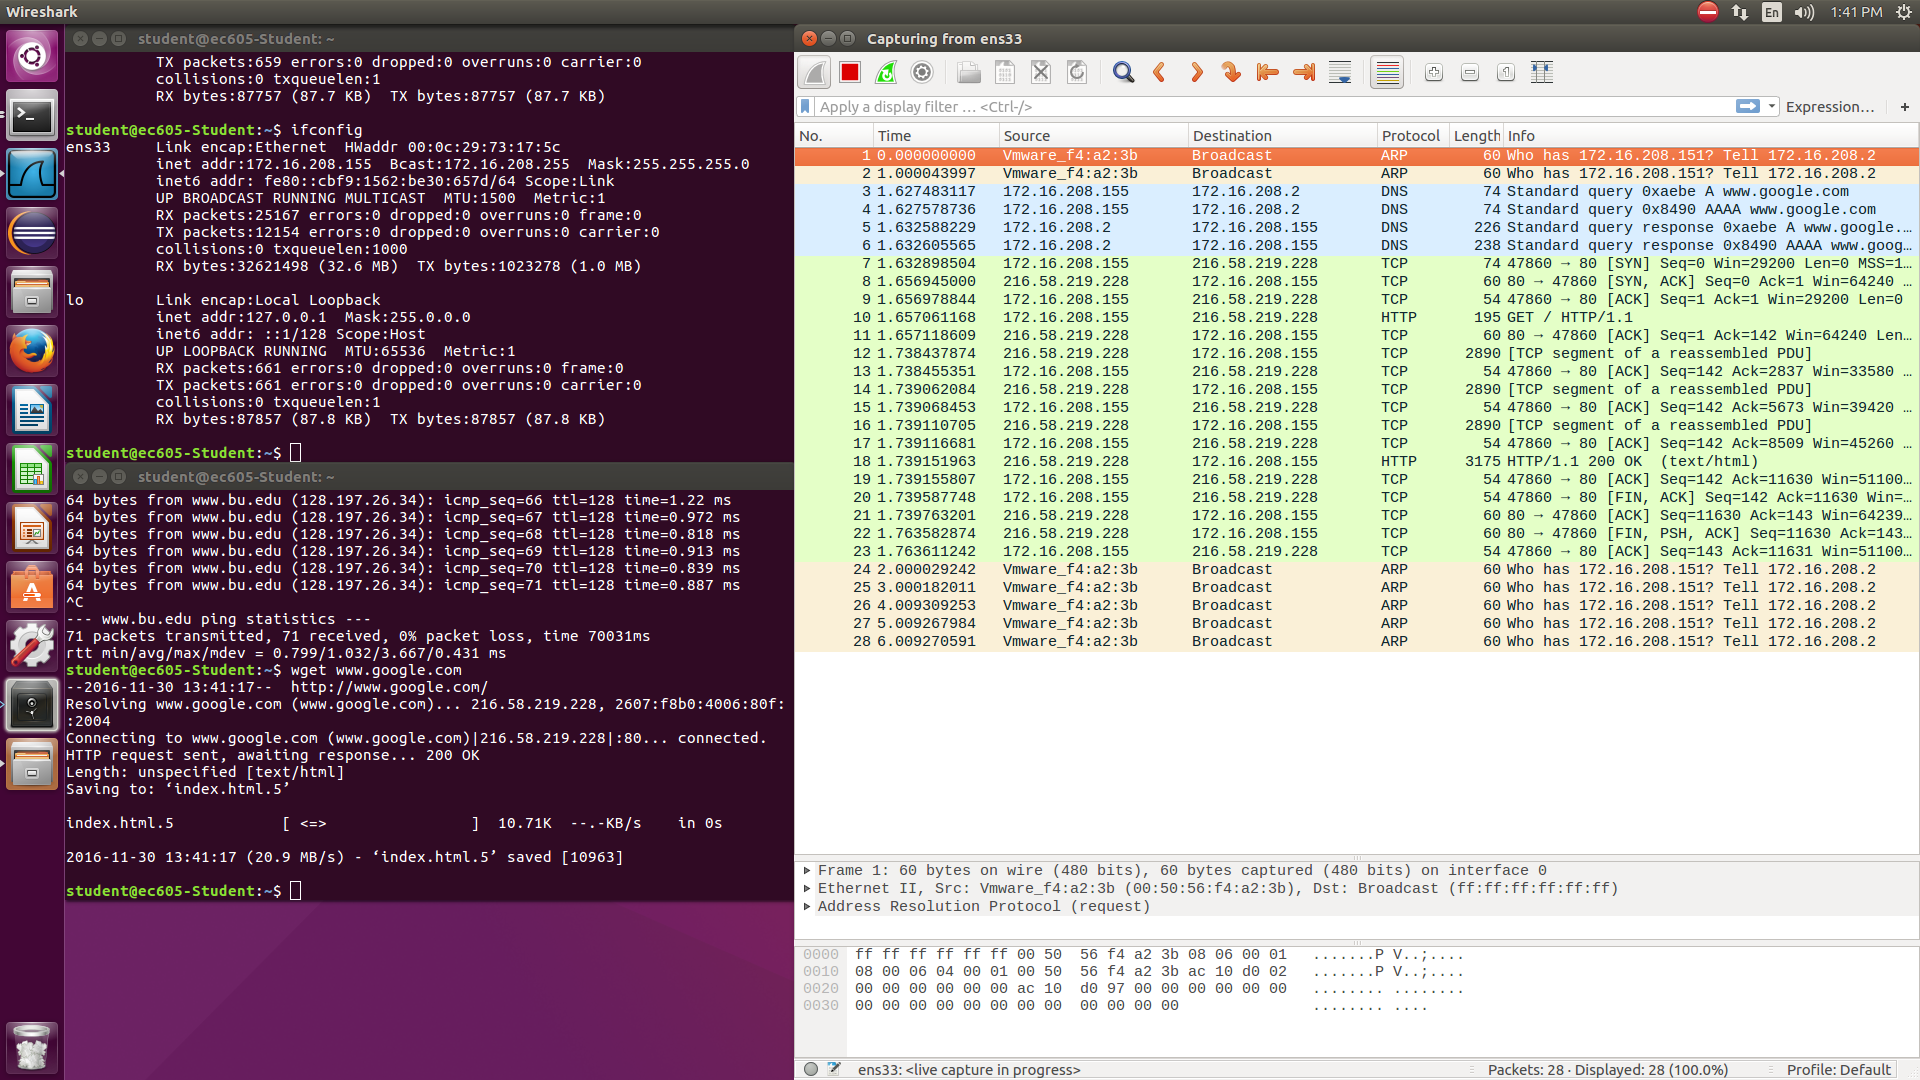 Wireshark
En
1:41 PM
student@ec605-Student: ~
TX packets:659 errors:0 dropped:0 overruns:0 carrier:0
collisions:0 txqueuelen:1
RX bytes:87757 (87.7 KB)  TX bytes:87757 (87.7 KB)
student@ec605-Student:~$ ifconfig
ens33     Link encap:Ethernet  HWaddr 00:0c:29:73:17:5c
inet addr:172.16.208.155  Bcast:172.16.208.255  Mask:255.255.255.0
inet6 addr: fe80::cbf9:1562:be30:657d/64 Scope:Link
UP BROADCAST RUNNING MULTICAST  MTU:1500  Metric:1
RX packets:25167 errors:0 dropped:0 overruns:0 frame:0
TX packets:12154 errors:0 dropped:0 overruns:0 carrier:0
collisions:0 txqueuelen:1000
RX bytes:32621498 (32.6 MB)  TX bytes:1023278 (1.0 MB)
lo        Link encap:Local Loopback
inet addr:127.0.0.1  Mask:255.0.0.0
inet6 addr: ::1/128 Scope:Host
UP LOOPBACK RUNNING  MTU:65536  Metric:1
RX packets:661 errors:0 dropped:0 overruns:0 frame:0
TX packets:661 errors:0 dropped:0 overruns:0 carrier:0
collisions:0 txqueuelen:1
RX bytes:87857 (87.8 KB)  TX bytes:87857 (87.8 KB)
student@ec605-Student:~$
student@ec605-Student: ~
64 bytes from www.bu.edu (128.197.26.34): icmp_seq=66 ttl=128 time=1.22 ms
64 bytes from www.bu.edu (128.197.26.34): icmp_seq=67 ttl=128 time=0.972 ms
64 bytes from www.bu.edu (128.197.26.34): icmp_seq=68 ttl=128 time=0.818 ms
64 bytes from www.bu.edu (128.197.26.34): icmp_seq=69 ttl=128 time=0.913 ms
64 bytes from www.bu.edu (128.197.26.34): icmp_seq=70 ttl=128 time=0.839 ms
64 bytes from www.bu.edu (128.197.26.34): icmp_seq=71 ttl=128 time=0.887 ms
^C
--- www.bu.edu ping statistics ---
71 packets transmitted, 71 received, 0% packet loss, time 70031ms
rtt min/avg/max/mdev = 0.799/1.032/3.667/0.431 ms
student@ec605-Student:~$ wget www.google.com
--2016-11-30 13:41:17--  http://www.google.com/
Resolving www.google.com (www.google.com)... 216.58.219.228, 2607:f8b0:4006:80f:
:2004
Connecting to www.google.com (www.google.com)|216.58.219.228|:80... connected.
HTTP request sent, awaiting response... 200 OK
Length: unspecified [text/html]
Saving to: ‘index.html.5’
index.html.5            [ <=>                ]  10.71K  --.-KB/s    in 0s
2016-11-30 13:41:17 (20.9 MB/s) - ‘index.html.5’ saved [10963]
student@ec605-Student:~$
Capturing from ens33
Apply a display filter … <Ctrl-/>
Expression… +
No. Time Source Destination Protocol Length Info
1 0.000000000 Vmware_f4:a2:3b Broadcast ARP 60 Who has 172.16.208.151? Tell 172.16.208.2
2 1.000043997 Vmware_f4:a2:3b Broadcast ARP 60 Who has 172.16.208.151? Tell 172.16.208.2
3 1.627483117 172.16.208.155 172.16.208.2 DNS 74 Standard query 0xaebe A www.google.com
4 1.627578736 172.16.208.155 172.16.208.2 DNS 74 Standard query 0x8490 AAAA www.google.com
5 1.632588229 172.16.208.2 172.16.208.155 DNS 226 Standard query response 0xaebe A www.google.…
6 1.632605565 172.16.208.2 172.16.208.155 DNS 238 Standard query response 0x8490 AAAA www.goog…
7 1.632898504 172.16.208.155 216.58.219.228 TCP 74 47860 → 80 [SYN] Seq=0 Win=29200 Len=0 MSS=1…
8 1.656945000 216.58.219.228 172.16.208.155 TCP 60 80 → 47860 [SYN, ACK] Seq=0 Ack=1 Win=64240 …
9 1.656978844 172.16.208.155 216.58.219.228 TCP 54 47860 → 80 [ACK] Seq=1 Ack=1 Win=29200 Len=0
10 1.657061168 172.16.208.155 216.58.219.228 HTTP 195 GET / HTTP/1.1
11 1.657118609 216.58.219.228 172.16.208.155 TCP 60 80 → 47860 [ACK] Seq=1 Ack=142 Win=64240 Len…
12 1.738437874 216.58.219.228 172.16.208.155 TCP 2890 [TCP segment of a reassembled PDU]
13 1.738455351 172.16.208.155 216.58.219.228 TCP 54 47860 → 80 [ACK] Seq=142 Ack=2837 Win=33580 …
14 1.739062084 216.58.219.228 172.16.208.155 TCP 2890 [TCP segment of a reassembled PDU]
15 1.739068453 172.16.208.155 216.58.219.228 TCP 54 47860 → 80 [ACK] Seq=142 Ack=5673 Win=39420 …
16 1.739110705 216.58.219.228 172.16.208.155 TCP 2890 [TCP segment of a reassembled PDU]
17 1.739116681 172.16.208.155 216.58.219.228 TCP 54 47860 → 80 [ACK] Seq=142 Ack=8509 Win=45260 …
18 1.739151963 216.58.219.228 172.16.208.155 HTTP 3175 HTTP/1.1 200 OK  (text/html)
19 1.739155807 172.16.208.155 216.58.219.228 TCP 54 47860 → 80 [ACK] Seq=142 Ack=11630 Win=51100…
20 1.739587748 172.16.208.155 216.58.219.228 TCP 54 47860 → 80 [FIN, ACK] Seq=142 Ack=11630 Win=…
21 1.739763201 216.58.219.228 172.16.208.155 TCP 60 80 → 47860 [ACK] Seq=11630 Ack=143 Win=64239…
22 1.763582874 216.58.219.228 172.16.208.155 TCP 60 80 → 47860 [FIN, PSH, ACK] Seq=11630 Ack=143…
23 1.763611242 172.16.208.155 216.58.219.228 TCP 54 47860 → 80 [ACK] Seq=143 Ack=11631 Win=51100…
24 2.000029242 Vmware_f4:a2:3b Broadcast ARP 60 Who has 172.16.208.151? Tell 172.16.208.2
25 3.000182011 Vmware_f4:a2:3b Broadcast ARP 60 Who has 172.16.208.151? Tell 172.16.208.2
26 4.009309253 Vmware_f4:a2:3b Broadcast ARP 60 Who has 172.16.208.151? Tell 172.16.208.2
27 5.009267984 Vmware_f4:a2:3b Broadcast ARP 60 Who has 172.16.208.151? Tell 172.16.208.2
28 6.009270591 Vmware_f4:a2:3b Broadcast ARP 60 Who has 172.16.208.151? Tell 172.16.208.2
Frame 1: 60 bytes on wire (480 bits), 60 bytes captured (480 bits) on interface 0
Ethernet II, Src: Vmware_f4:a2:3b (00:50:56:f4:a2:3b), Dst: Broadcast (ff:ff:ff:ff:ff:ff)
Address Resolution Protocol (request)
0000  ff ff ff ff ff ff 00 50  56 f4 a2 3b 08 06 00 01   .......P V..;....
0010  08 00 06 04 00 01 00 50  56 f4 a2 3b ac 10 d0 02   .......P V..;....
0020  00 00 00 00 00 00 ac 10  d0 97 00 00 00 00 00 00   ........ ........
0030  00 00 00 00 00 00 00 00  00 00 00 00               ........ ....
ens33: <live capture in progress>
Packets: 28 · Displayed: 28 (100.0%)
Profile: Default